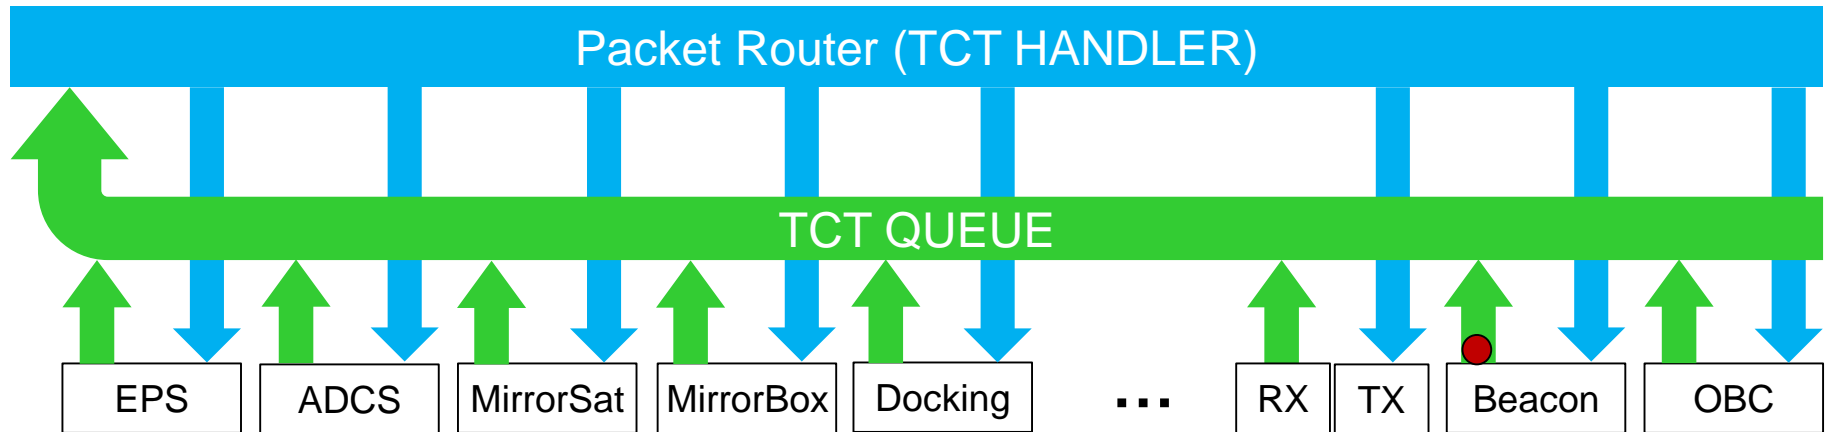 Packet Router (TCT HANDLER)
TCT QUEUE
EPS
ADCS
MirrorSat
MirrorBox
Docking
...
RX
TX
Beacon
OBC